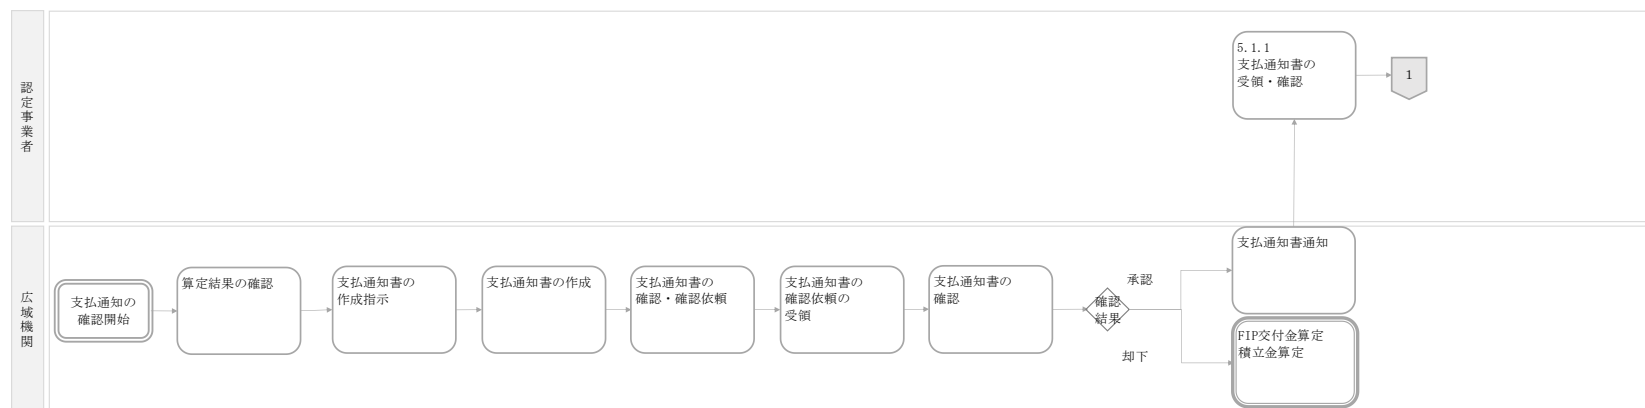 認定事業者
5.1.1
支払通知書の
受領・確認
1
広域機関
支払通知の
確認開始
算定結果の確認
支払通知書の
作成指示
支払通知書の作成
支払通知書の
確認・確認依頼
支払通知書の
確認依頼の
受領
支払通知書の
確認
確認
結果
承認
却下
支払通知書通知
FIP交付金算定
積立金算定